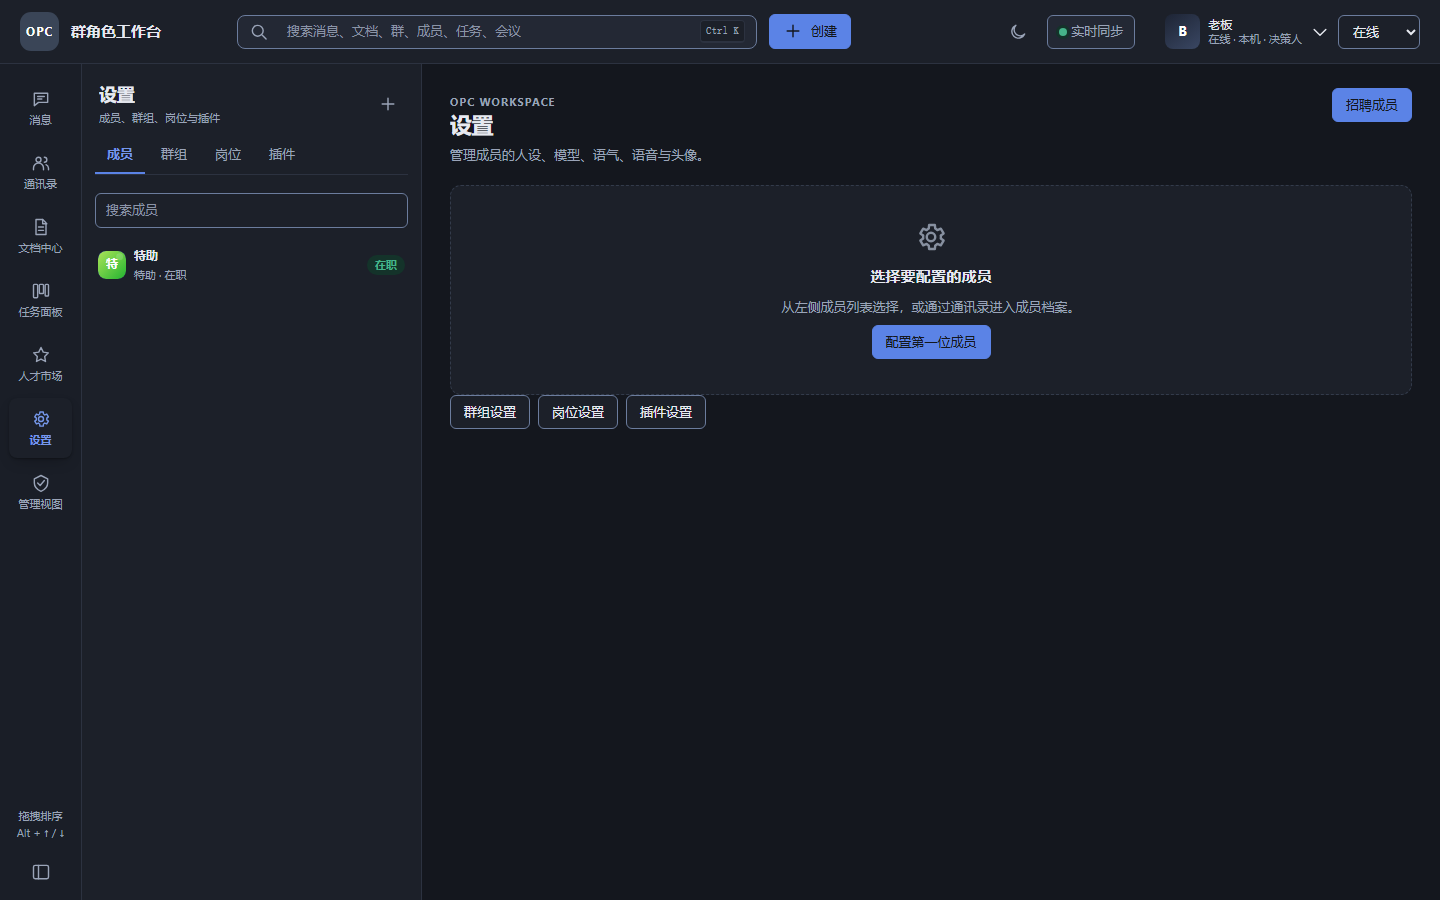 OPC
群角色工作台
搜索消息、文档、群、成员、任务、会议
Ctrl K
创建
实时同步
B
老板
在线 · 本机 · 决策人
在线
消息
通讯录
文档中心
任务面板
人才市场
设置
管理视图
拖拽排序
Alt + ↑ / ↓
设置
成员、群组、岗位与插件
成员
群组
岗位
插件
搜索成员
特
特助
特助 · 在职
在职
OPC WORKSPACE
设置
管理成员的人设、模型、语气、语音与头像。
招聘成员
选择要配置的成员
从左侧成员列表选择，或通过通讯录进入成员档案。
配置第一位成员
群组设置
岗位设置
插件设置